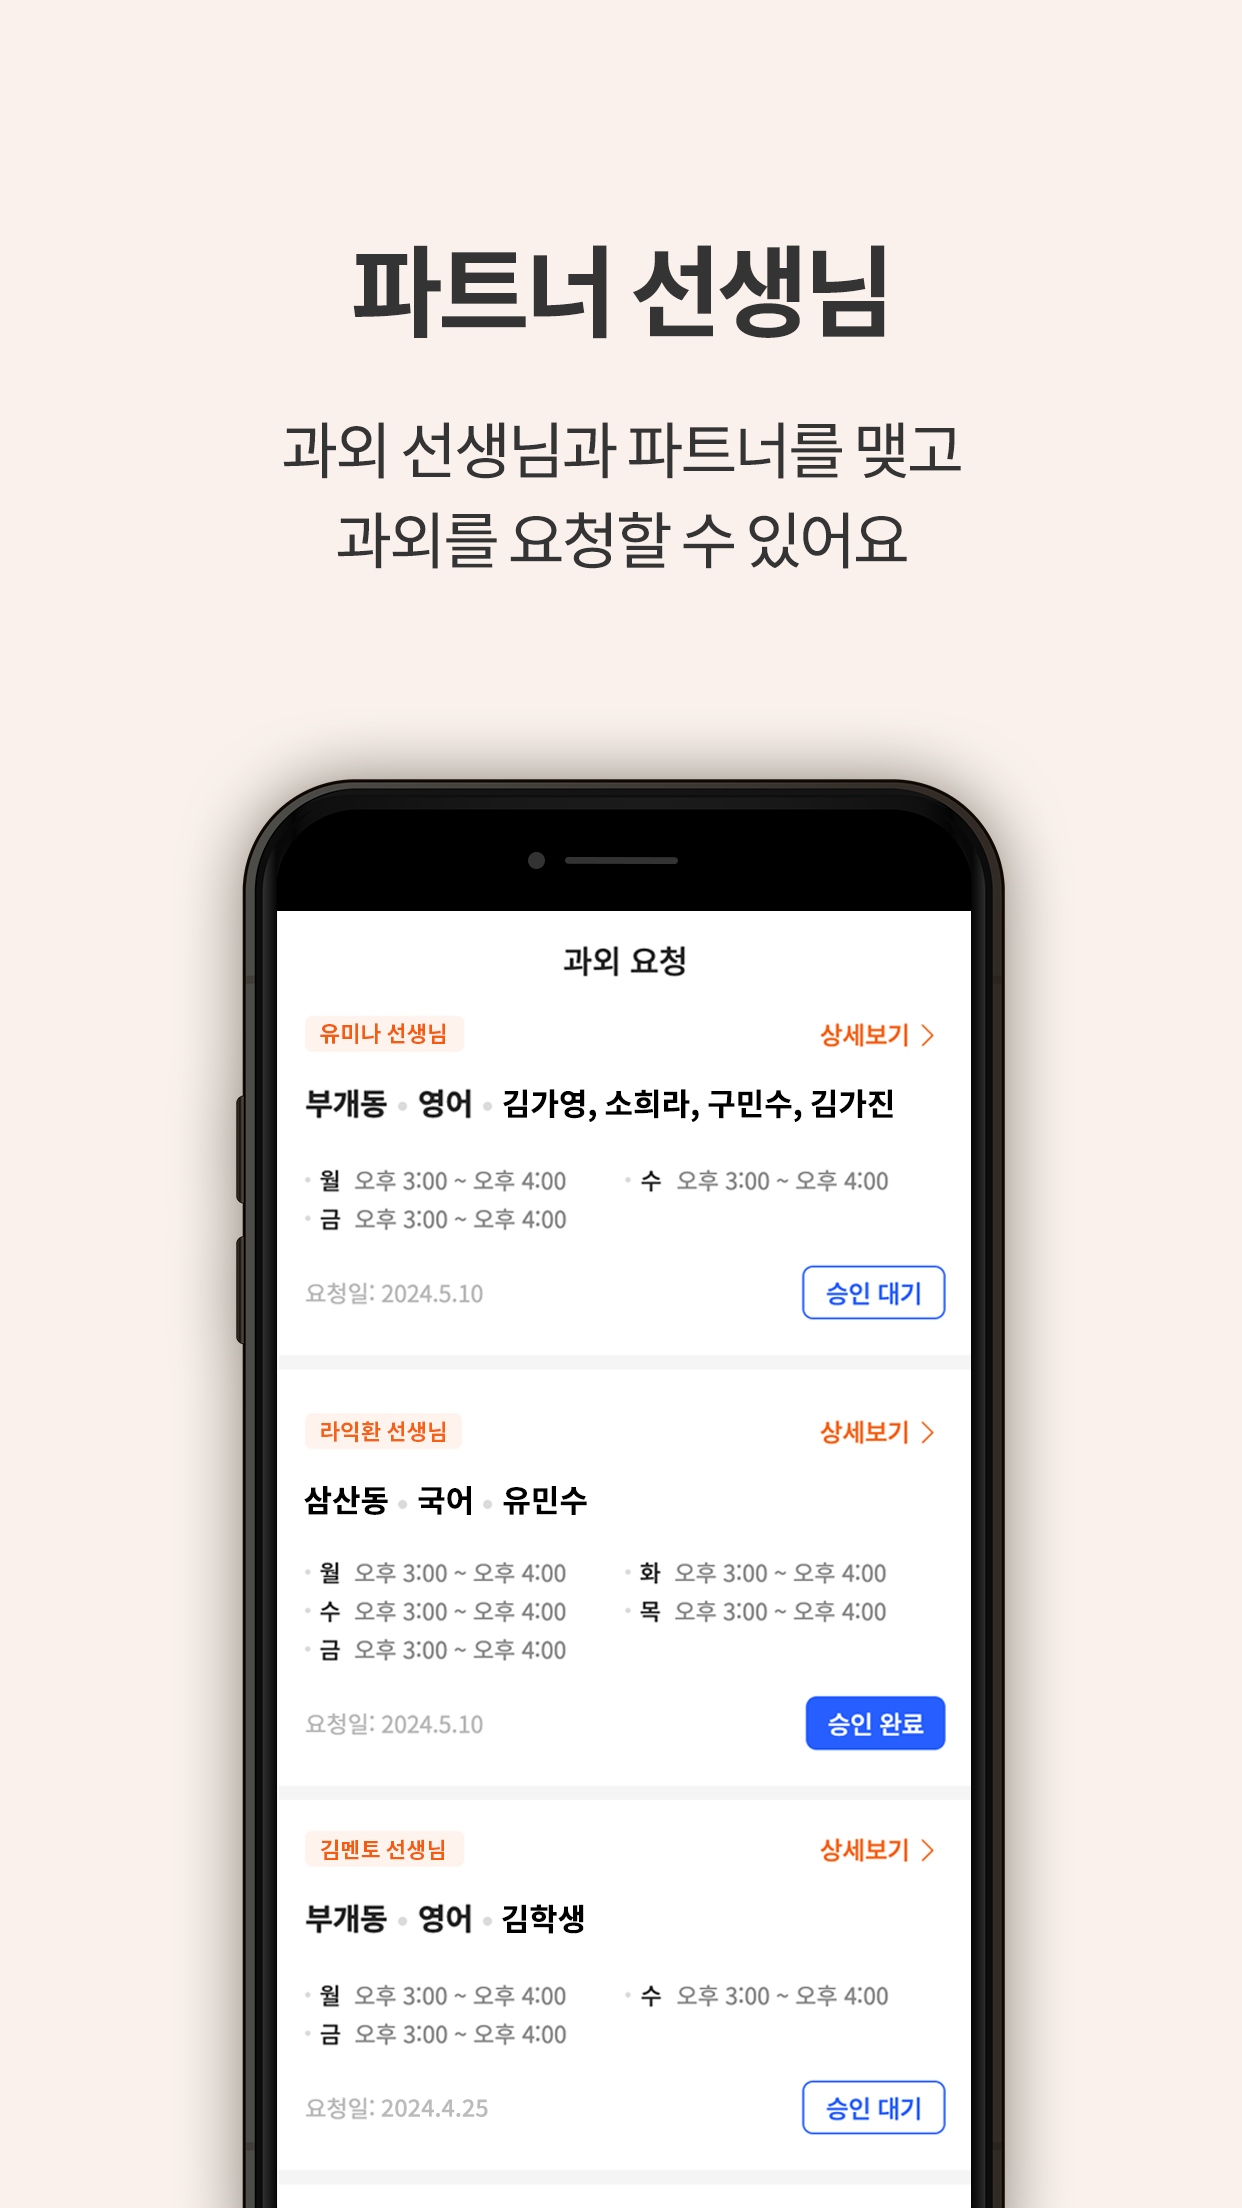 파트너 선생님
과외 선생님과 파트너를 맺고
과외를 요청할 수 있어요
과외 요청
유미나 선생님 상세보기 >
부개동 • 영어 • 김가영, 소희라, 구민수, 김가진
• 월 오후 3:00 ~ 오후 4:00 • 수 오후 3:00 ~ 오후 4:00
• 금 오후 3:00 ~ 오후 4:00
요청일: 2024.5.10 승인 대기
라익환 선생님 상세보기 >
삼산동 • 국어 • 유민수
• 월 오후 3:00 ~ 오후 4:00 • 화 오후 3:00 ~ 오후 4:00
• 수 오후 3:00 ~ 오후 4:00 • 목 오후 3:00 ~ 오후 4:00
• 금 오후 3:00 ~ 오후 4:00
요청일: 2024.5.10 승인 완료
김멘토 선생님 상세보기 >
부개동 • 영어 • 김학생
• 월 오후 3:00 ~ 오후 4:00 • 수 오후 3:00 ~ 오후 4:00
• 금 오후 3:00 ~ 오후 4:00
요청일: 2024.4.25 승인 대기